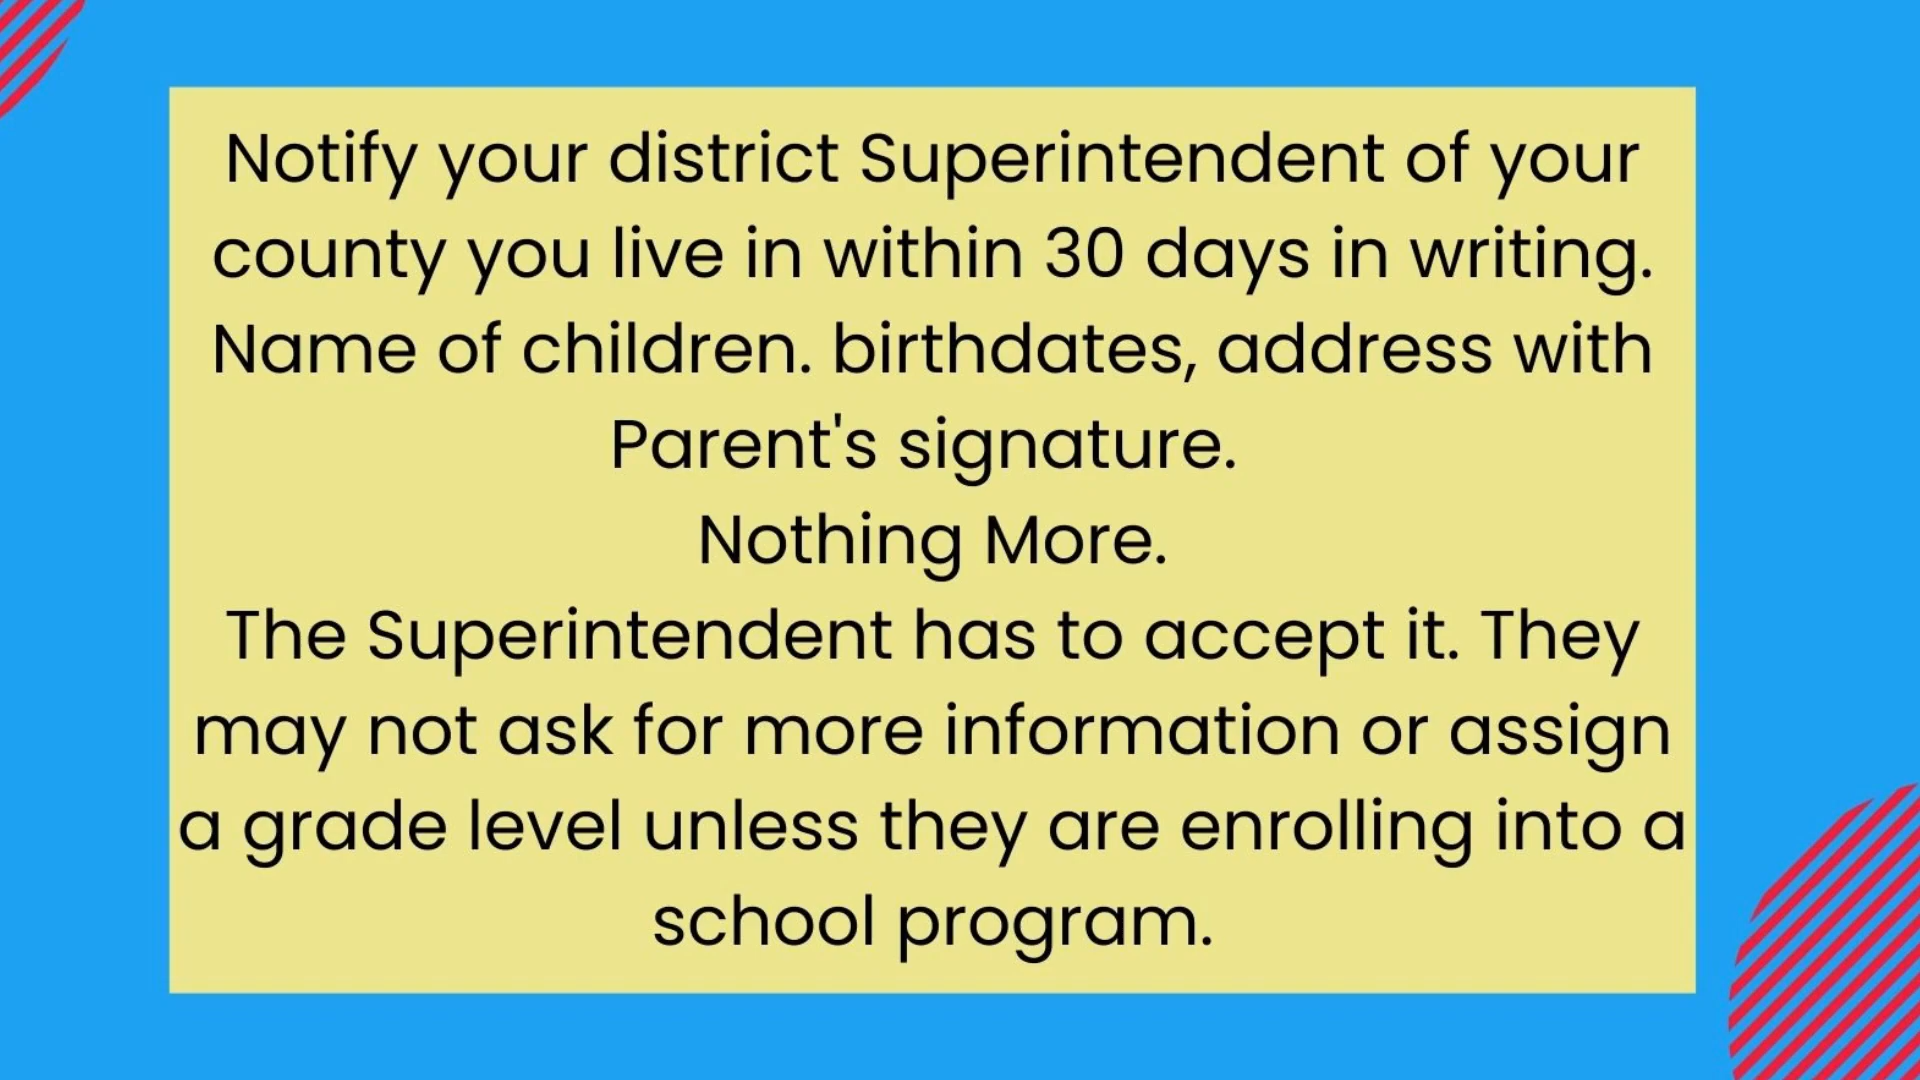 Notify your district Superintendent of your
county you live in within 30 days in writing.
Name of children. birthdates, address with
Parent's signature.
Nothing More.
The Superintendent has to accept it. They
may not ask for more information or assign
a grade level unless they are enrolling into a
school program.